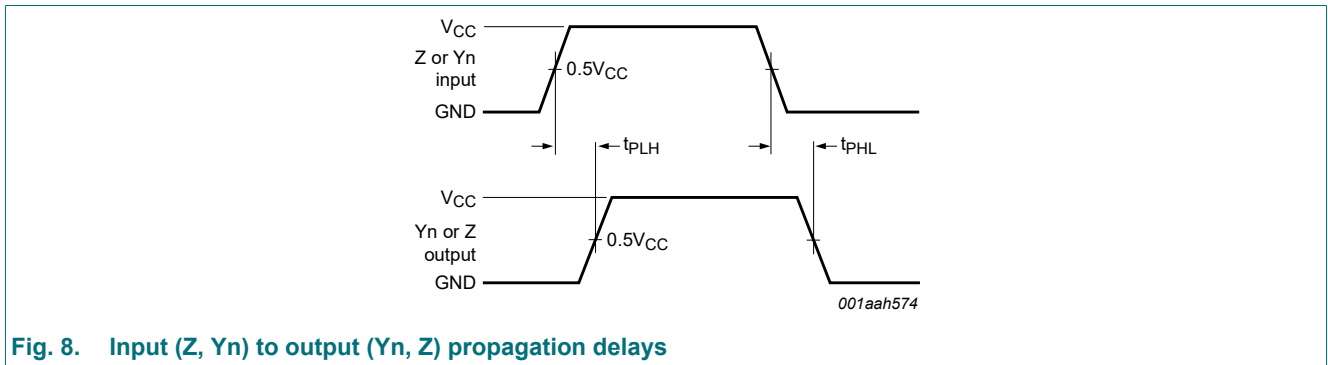 VCC
Z or Yn
input
0.5VCC
GND
tPLH
tPHL
VCC
Yn or Z
output
0.5VCC
GND
001aah574
Fig. 8. Input (Z, Yn) to output (Yn, Z) propagation delays